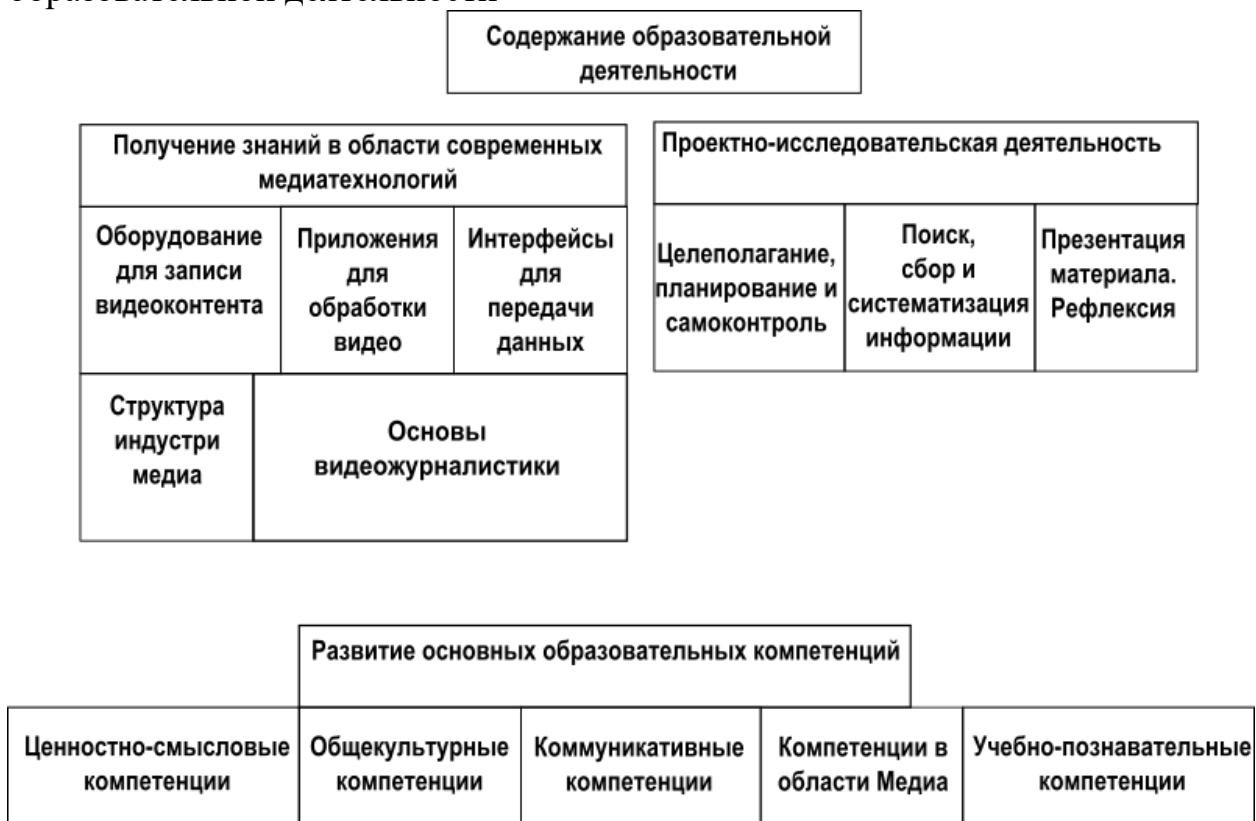 образовательной деятельности
Содержание образовательной
деятельности
Получение знаний в области современных
медиатехнологий
Оборудование
для записи
видеоконтента
Приложения
для
обработки
видео
Интерфейсы
для
передачи
данных
Структура
индустри
медиа
Основы
видеожурналистики
Проектно-исследовательская деятельность
Целеполагание,
планирование и
самоконтроль
Поиск,
сбор и
систематизация
информации
Презентация
материала.
Рефлексия
Развитие основных образовательных компетенций
Ценностно-смысловые
компетенции
Общекультурные
компетенции
Коммуникативные
компетенции
Компетенции в
области Медиа
Учебно-познавательные
компетенции